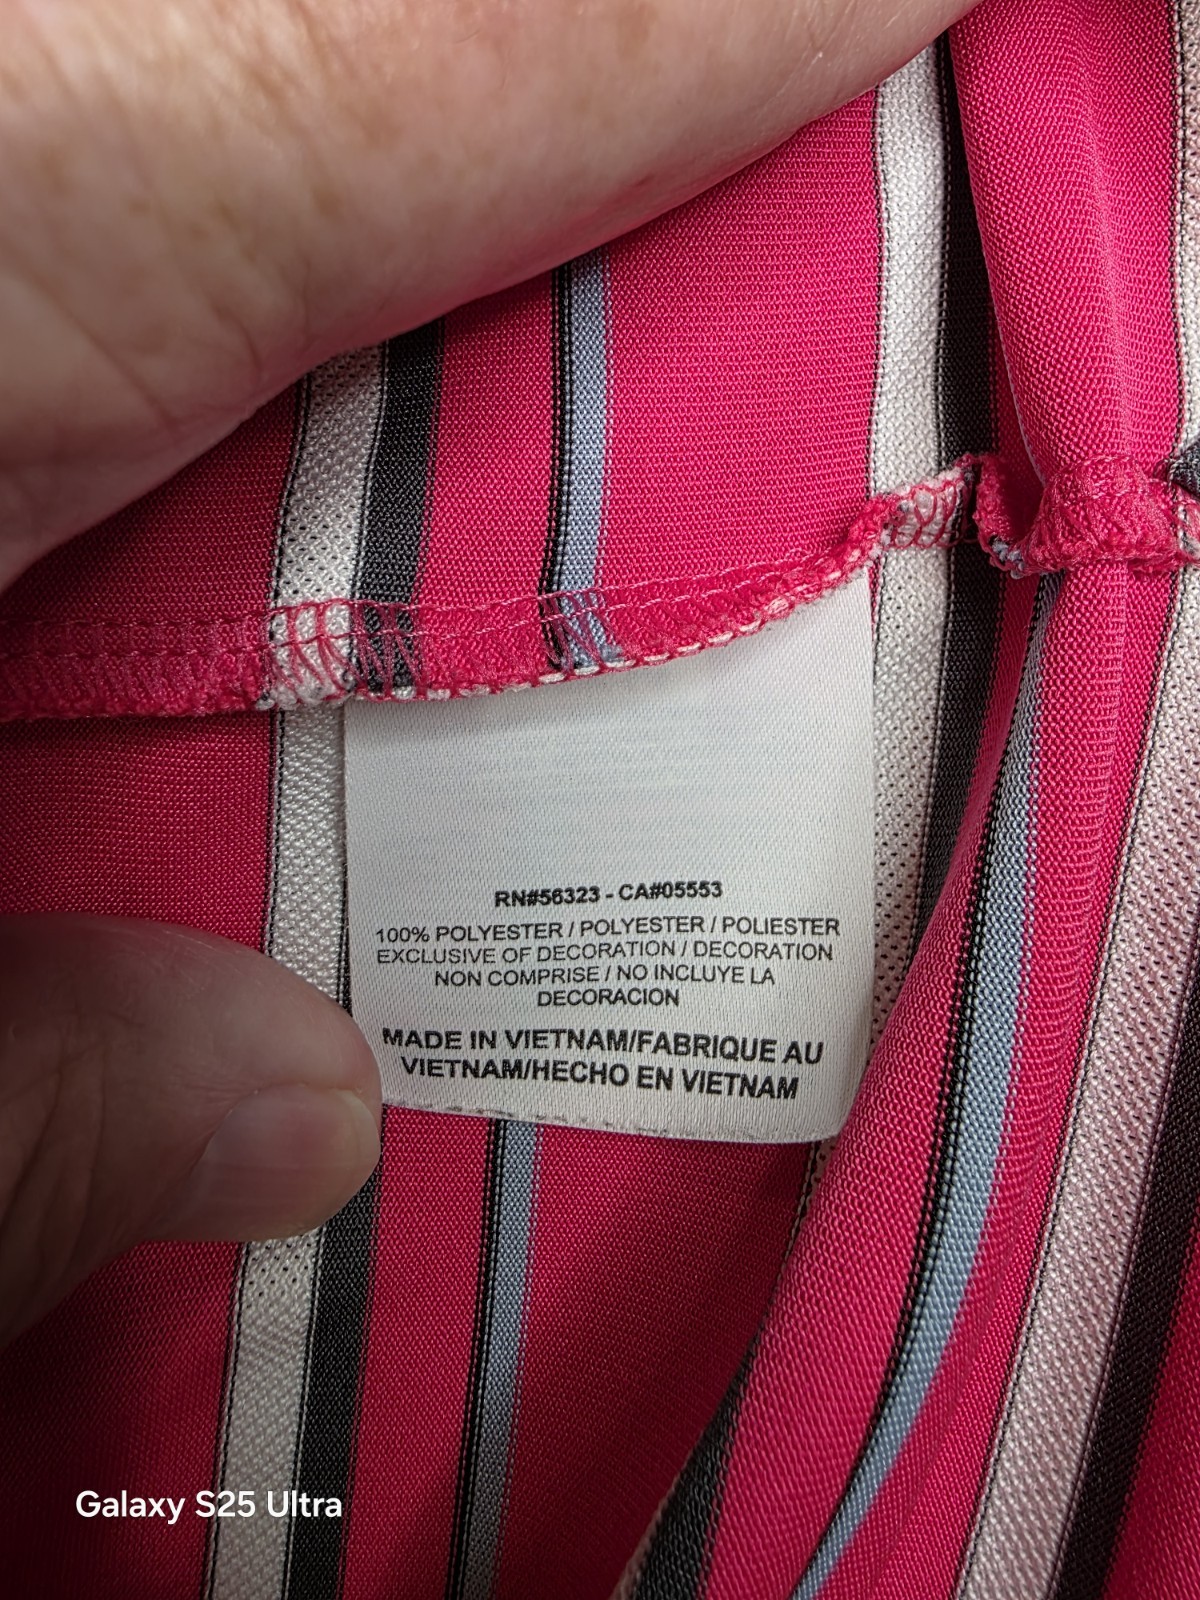 RN#56323 - CA#05553
100% POLYESTER / POLYESTER / POLIESTER
EXCLUSIVE OF DECORATION / DECORATION
NON COMPRISE / NO INCLUYE LA
DECORACION
MADE IN VIETNAM/FABRIQUE AU
VIETNAM/HECHO EN VIETNAM
Galaxy S25 Ultra